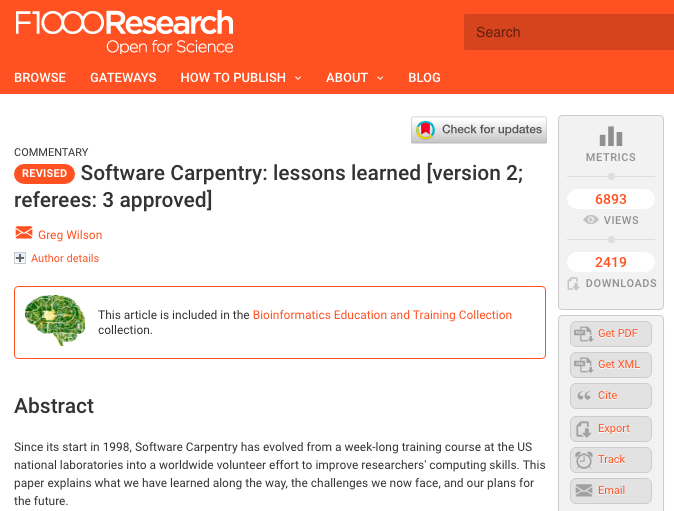 F1000Research
Open for Science
Search
BROWSE GATEWAYS HOW TO PUBLISH ABOUT BLOG
Check for updates
COMMENTARY
REVISED Software Carpentry: lessons learned [version 2;
referees: 3 approved]
Greg Wilson
Author details
This article is included in the Bioinformatics Education and Training Collection
collection.
Abstract
Since its start in 1998, Software Carpentry has evolved from a week-long training course at the US
national laboratories into a worldwide volunteer effort to improve researchers' computing skills. This
paper explains what we have learned along the way, the challenges we now face, and our plans for
the future.
METRICS
6893
VIEWS
2419
DOWNLOADS
Get PDF
Get XML
Cite
Export
Track
Email